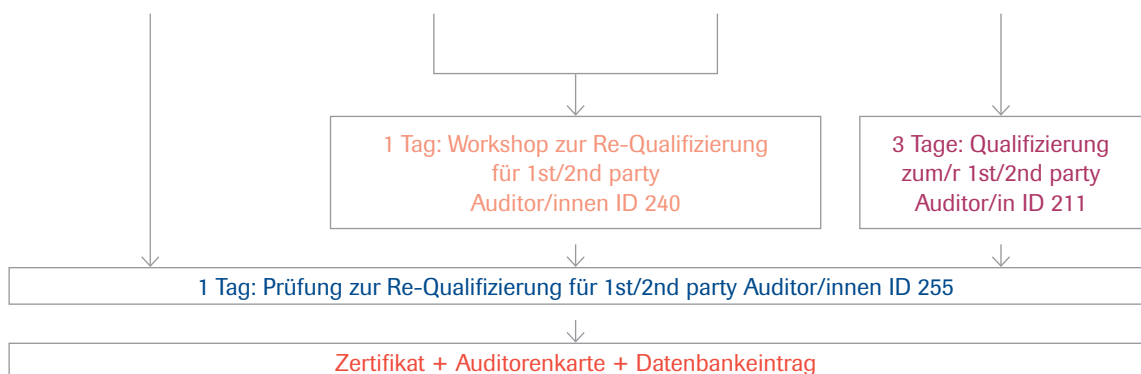 1 Tag: Workshop zur Re-Qualifizierung
für 1st/2nd party
Auditor/innen ID 240
3 Tage: Qualifizierung
zum/r 1st/2nd party
Auditor/in ID 211
1 Tag: Prüfung zur Re-Qualifizierung für 1st/2nd party Auditor/innen ID 255
Zertifikat + Auditorenkarte + Datenbankeintrag